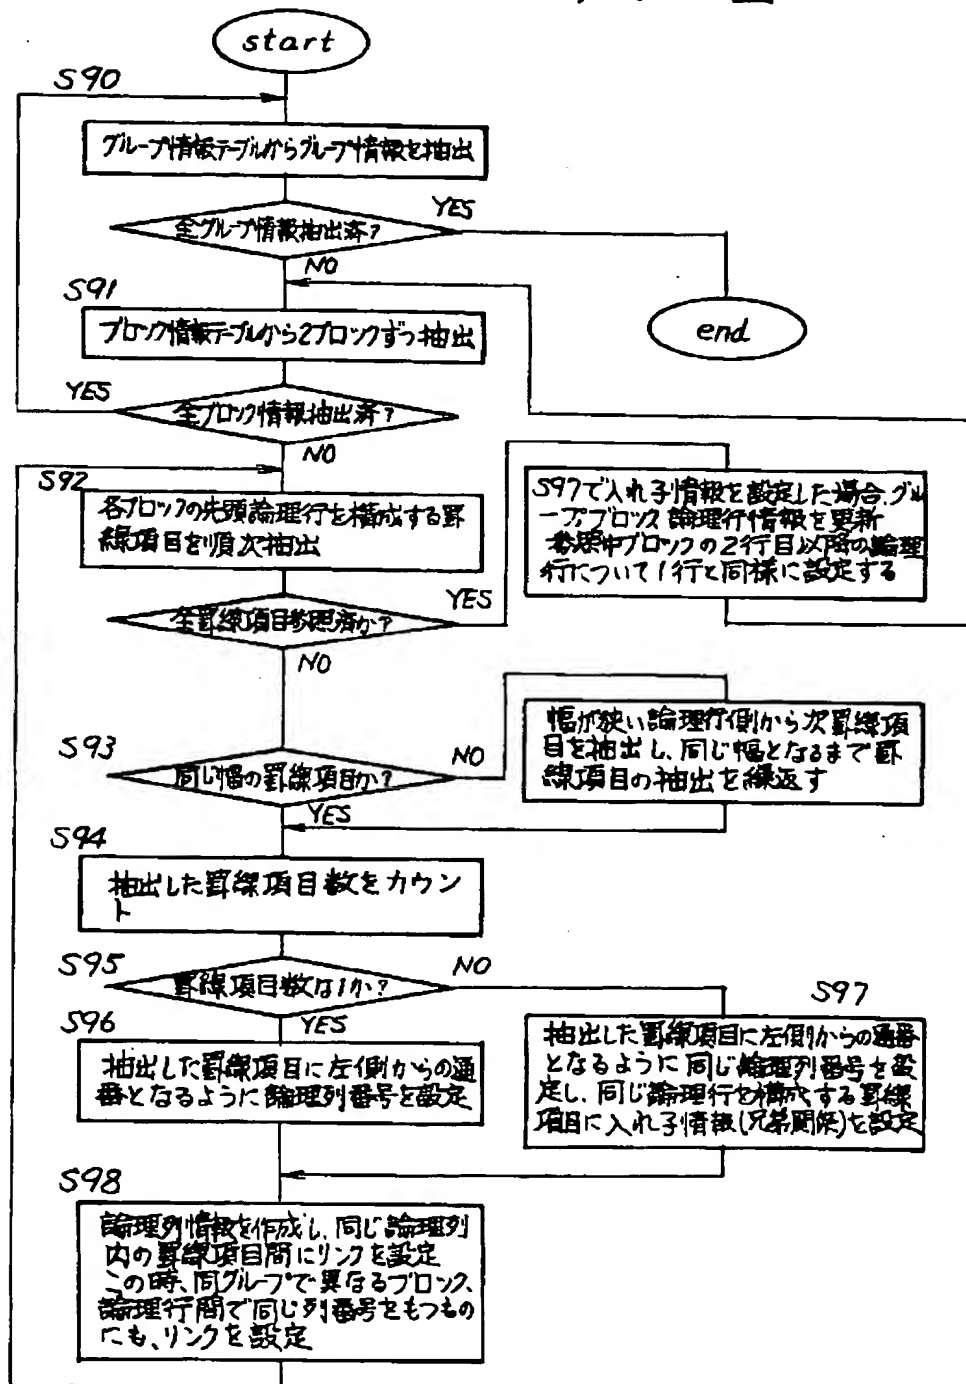 start
S90
グループ情報テーブルからグループ情報を抽出
全グループ情報抽出済?
YES
NO
S91
ブロック情報テーブルから2ブロックずつ抽出
end
YES
全ブロック情報抽出済?
NO
S92
各ブロックの先頭論理行を構成する罫
線項目を順次抽出
S97で入れ子情報を設定した場合、グル
ープ、ブロック、論理行情報を更新
参照中ブロックの2行目以降の論理
行について1行と同様に設定する
全罫線項目参照済か?
YES
NO
幅が狭い論理行側から次罫線項
目を抽出し、同じ幅となるまで罫
線項目の抽出を繰返す
S93
同じ幅の罫線項目か?
NO
YES
S94
抽出した罫線項目数をカウン
ト
S95
罫線項目数は1か?
NO
YES
S96
抽出した罫線項目に左側からの通
番となるように論理列番号を設定
S97
抽出した罫線項目に左側からの通番
となるように同じ論理列番号を設
定し、同じ論理行を構成する罫線
項目に入れ子情報(兄弟関係)を設定
S98
論理列情報を作成し、同じ論理列
内の罫線項目間にリンクを設定
この時、同グループで異なるブロック、
論理行間で同じ列番号をもつもの
にも、リンクを設定